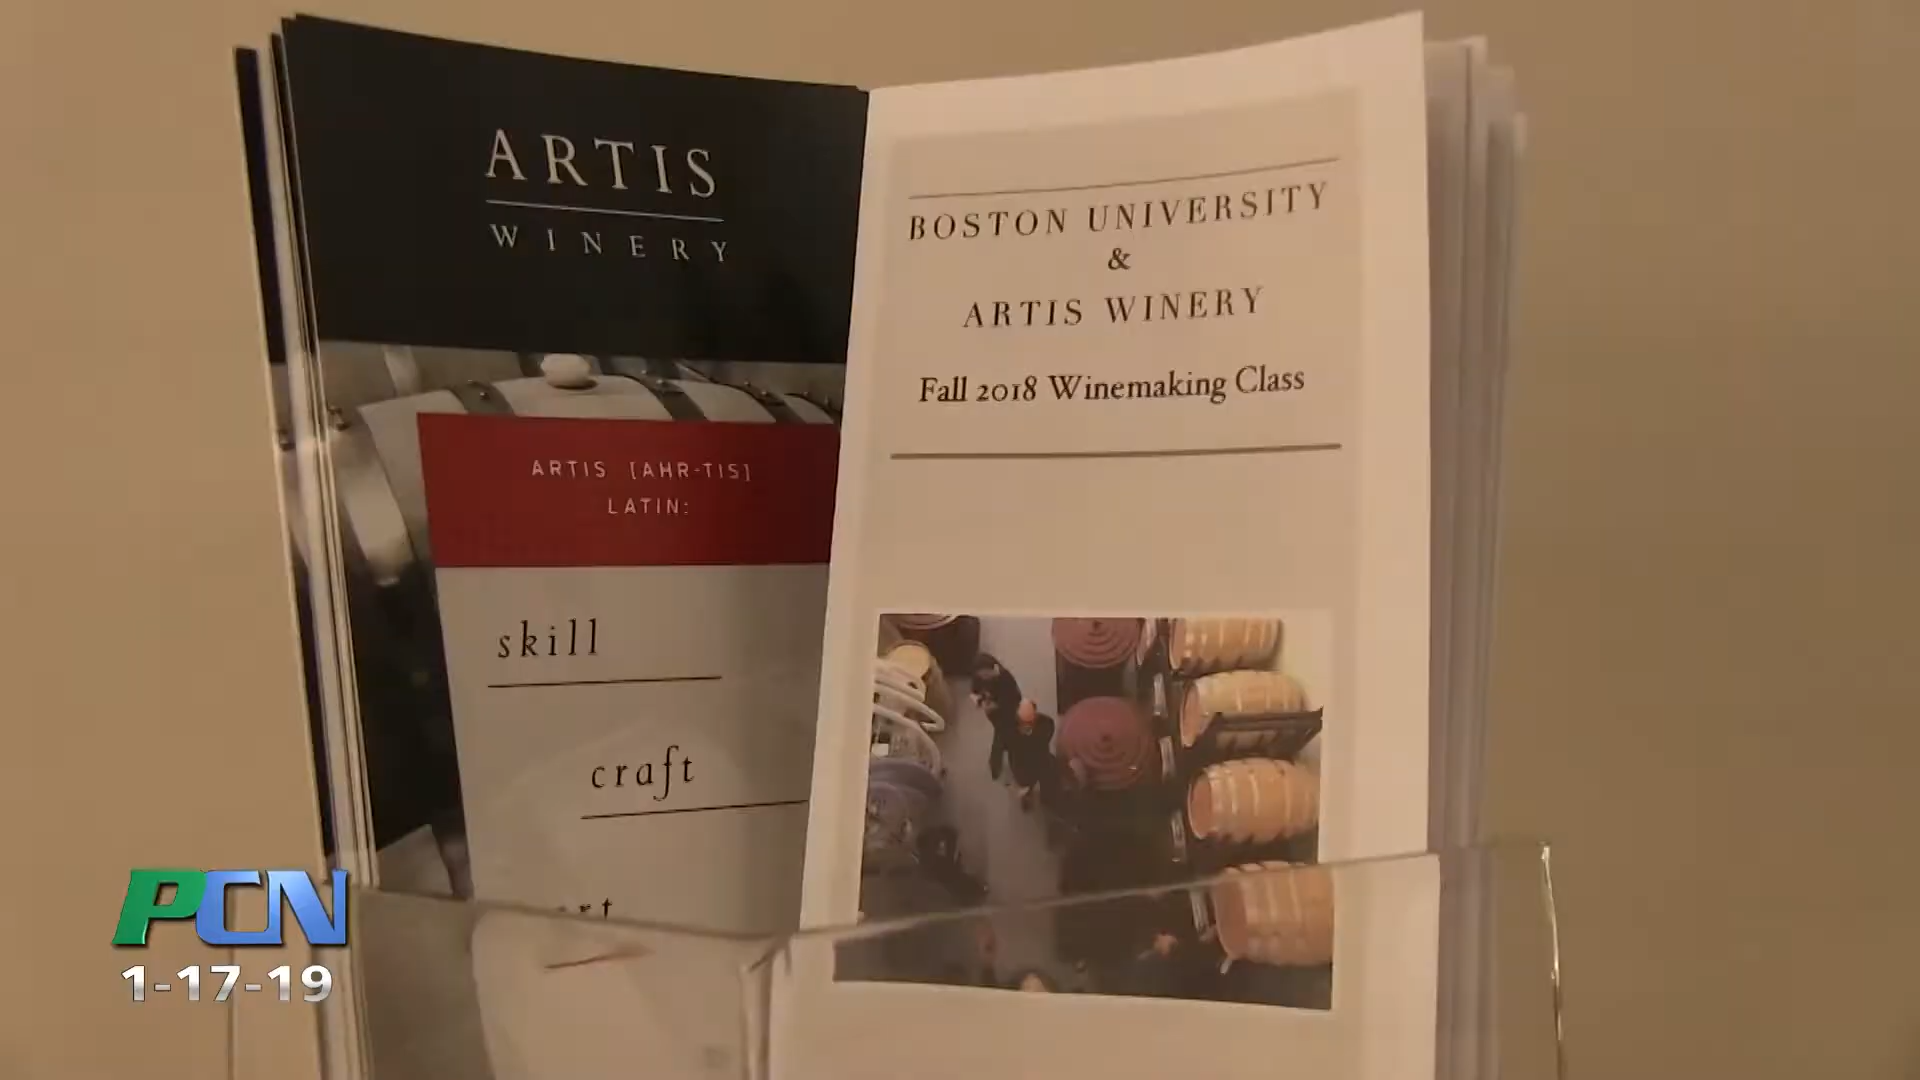 ARTIS
WINERY
ARTIS [AHR-TIS]
LATIN:
skill
craft
BOSTON UNIVERSITY
&
ARTIS WINERY
Fall 2018 Winemaking Class
PCN
1-17-19